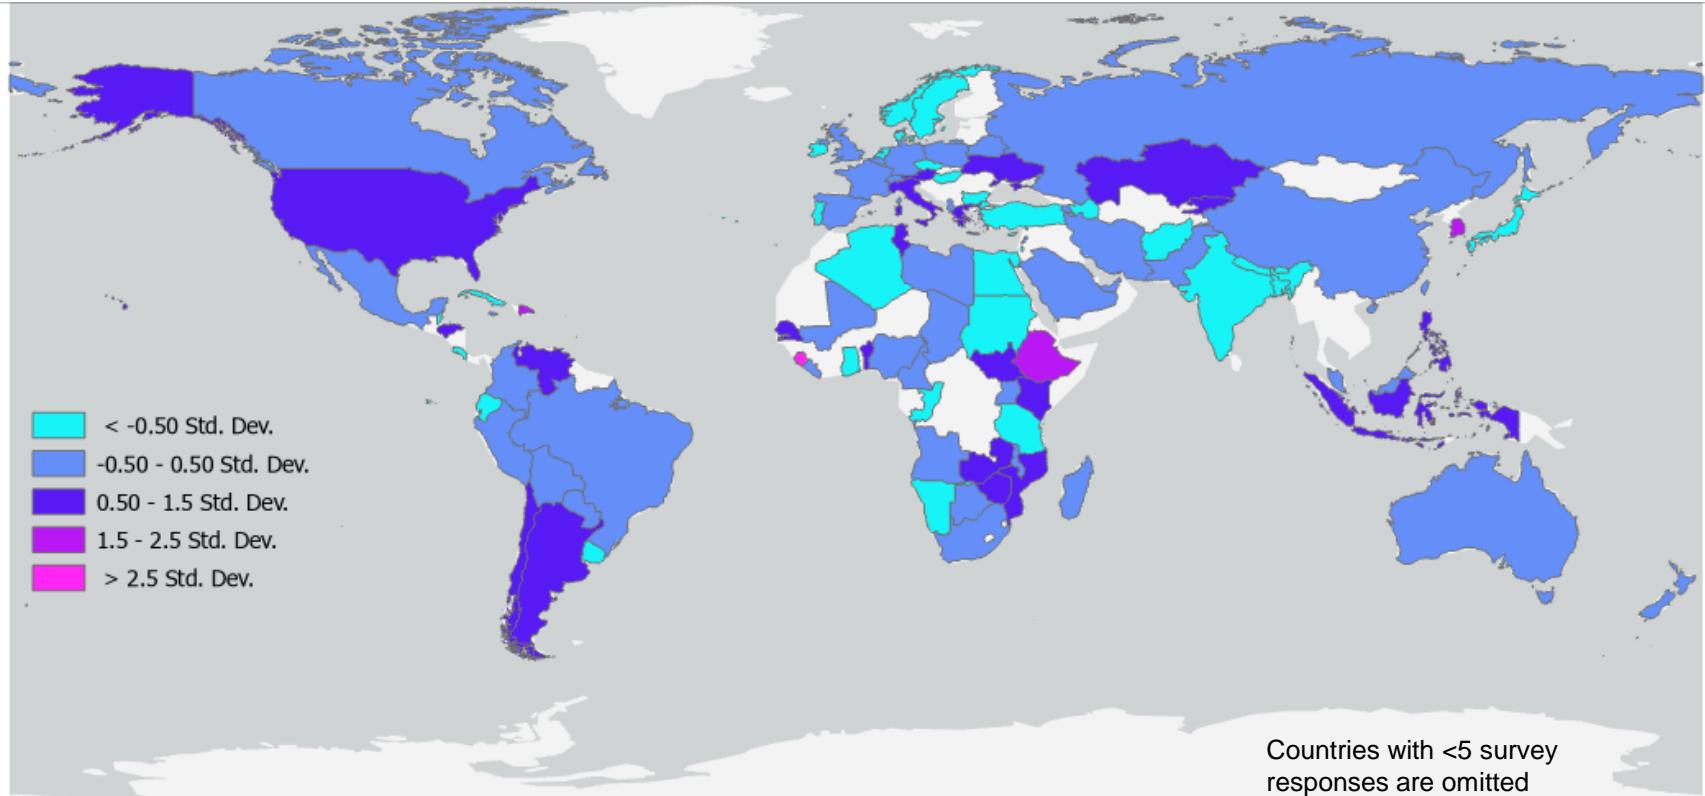 < -0.50 Std. Dev.
-0.50 - 0.50 Std. Dev.
0.50 - 1.5 Std. Dev.
1.5 - 2.5 Std. Dev.
> 2.5 Std. Dev.
Countries with <5 survey
responses are omitted